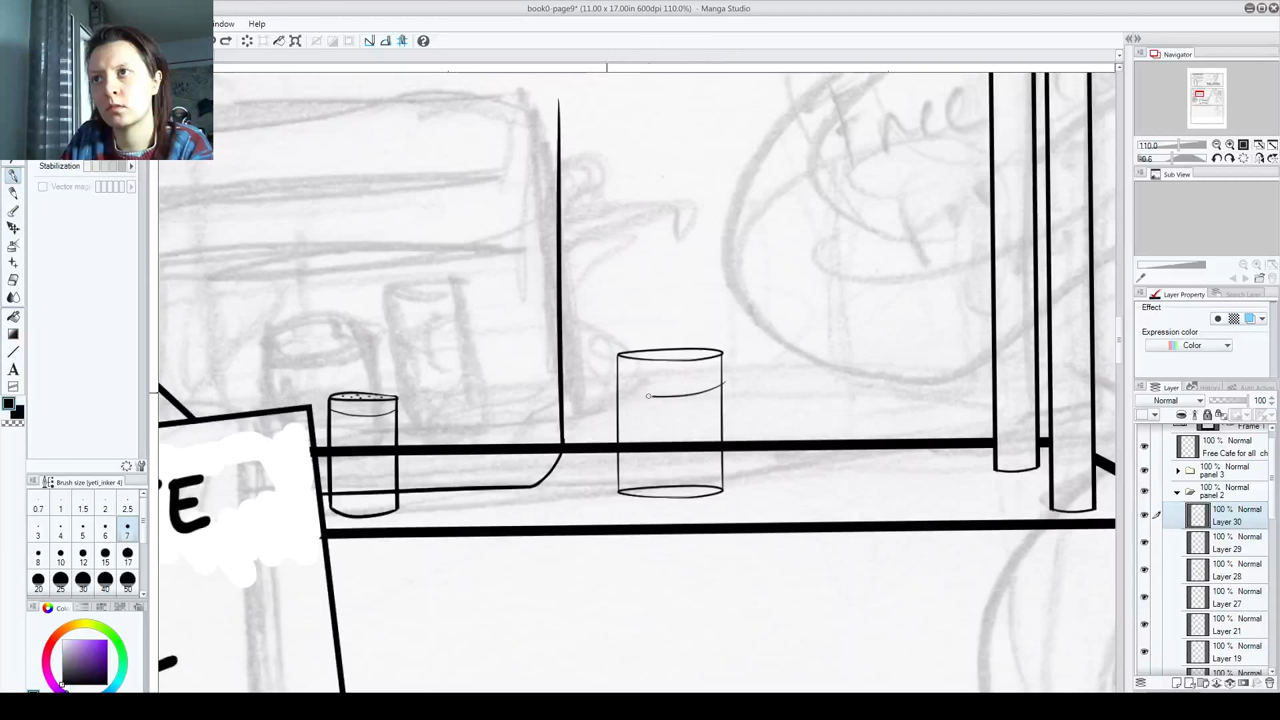 book0-page9* (11.00 x 17.00in 600dpi 110.0%) - Manga Studio
Help
Navigator
Stabilization
110.0
Sub View
Layer Property
Effect
Expression color
Color
Layer
Normal
100
100 % Normal
Free Cafe for all
100 % Normal
panel 3
100 % Normal
panel 2
100 % Normal
Layer 30
100 % Normal
Layer 29
100 % Normal
Layer 28
100 % Normal
Layer 27
100 % Normal
Layer 21
100 % Normal
Layer 19
Brush size (yeti_inker 4)
0.7 1 1.5 2 2.5
3 4 5 6 7
8 10 12 15 17
20 25 30 40 50
E
Free